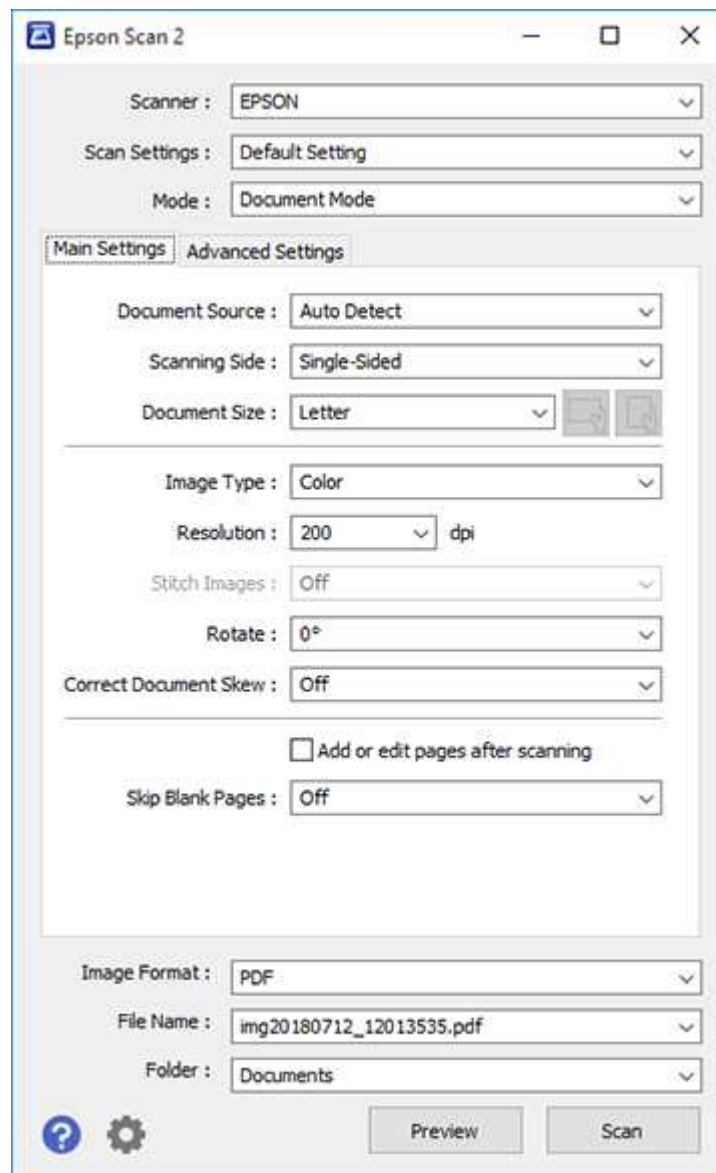 Epson Scan 2
Scanner : EPSON
Scan Settings : Default Setting
Mode : Document Mode
Main Settings Advanced Settings
Document Source : Auto Detect
Scanning Side : Single-Sided
Document Size : Letter
Image Type : Color
Resolution : 200 dpi
Stitch Images : Off
Rotate : 0°
Correct Document Skew : Off
Add or edit pages after scanning
Skip Blank Pages : Off
Image Format : PDF
File Name : img20180712_12013535.pdf
Folder : Documents
? Preview Scan